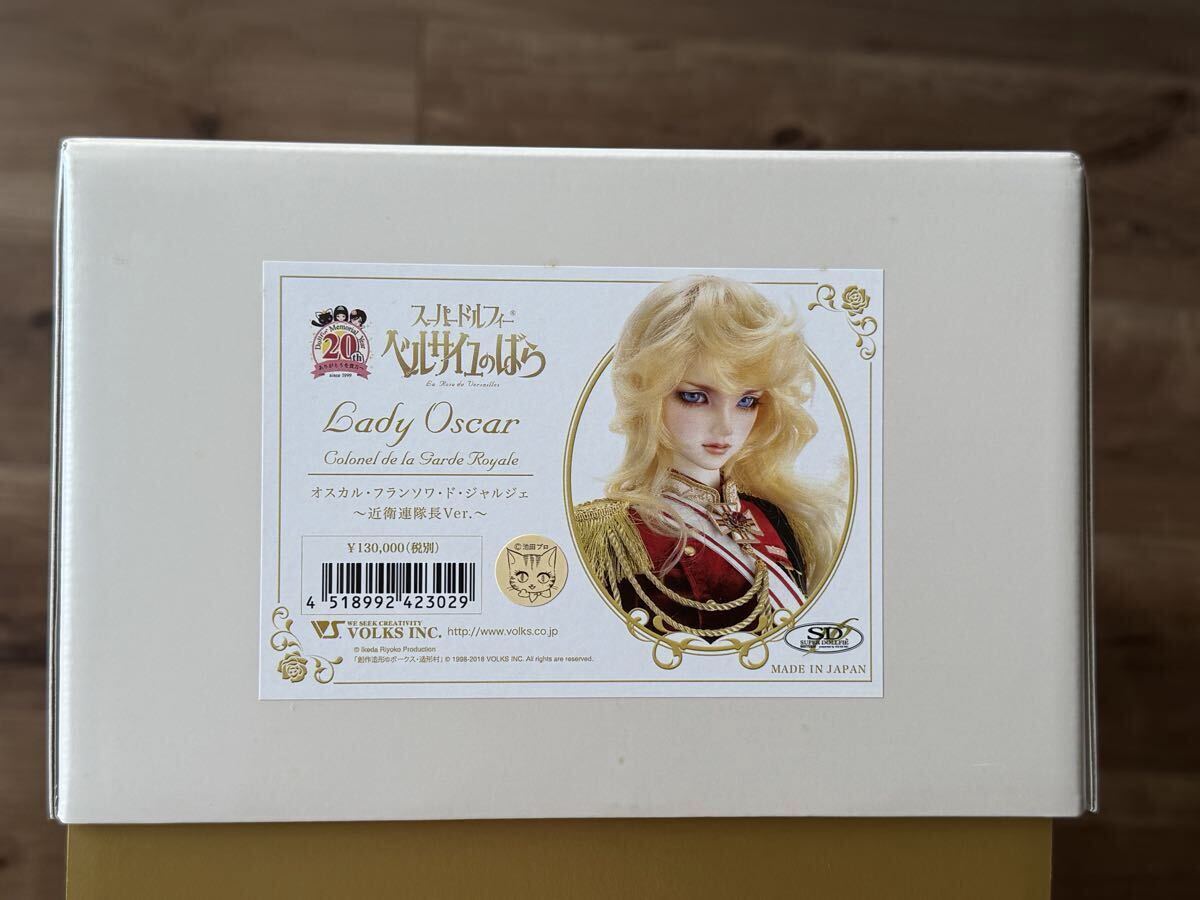 Dollfie Memorial Year
20th
ありがとうを貴方へ
since 1999
スーパードルフィー®
ベルサイユのばら
La Rose de Versailles
Lady Oscar
Colonel de la Garde Royale
オスカル・フランソワ・ド・ジャルジェ
～近衛連隊長Ver.～
¥130,000(税別)
4 518992 423029
©池田プロ
VS.
WE SEEK CREATIVITY
VOLKS INC. http://www.volks.co.jp
© Ikeda Riyoko Production
「創作造形©ボークス・造形村」© 1998-2018 VOLKS INC. All rights are reserved.
SDf
SUPER DOLLFIE
MADE IN JAPAN